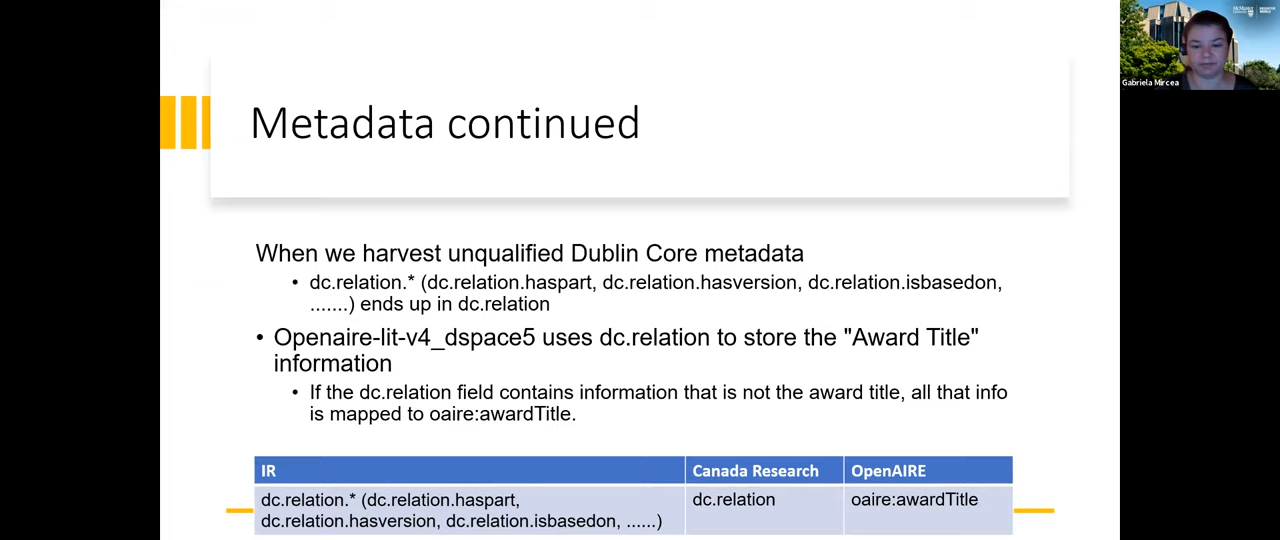 McMaster
Gabriela Mircea
Metadata continued
When we harvest unqualified Dublin Core metadata
• dc.relation.* (dc.relation.haspart, dc.relation.hasversion, dc.relation.isbasedon,
.......) ends up in dc.relation
• Openaire-lit-v4_dspace5 uses dc.relation to store the "Award Title"
information
• If the dc.relation field contains information that is not the award title, all that info
is mapped to oaire:awardTitle.
IR Canada Research OpenAIRE
dc.relation.* (dc.relation.haspart, dc.relation oaire:awardTitle
dc.relation.hasversion, dc.relation.isbasedon, ......)